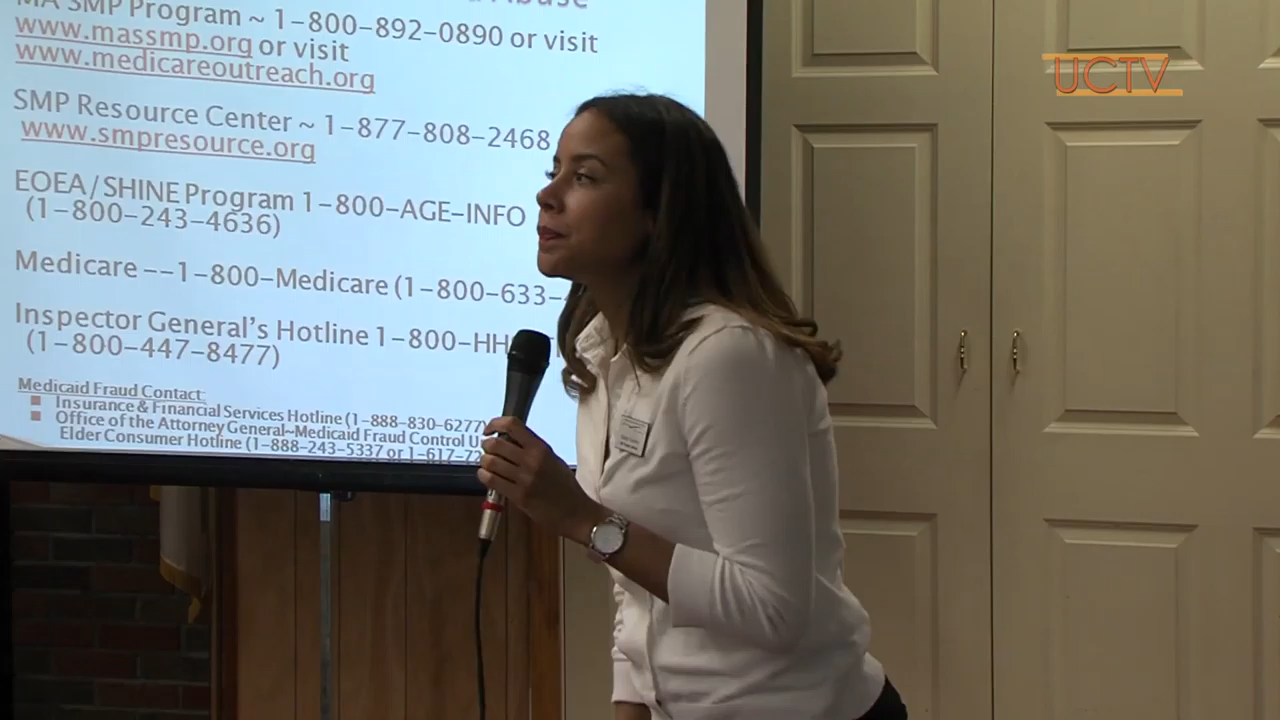 Abuse
MA SMP Program ~ 1-800-892-0890 or visit
www.massmp.org or visit
www.medicareoutreach.org
SMP Resource Center ~ 1-877-808-2468
www.smpresource.org
EOEA/SHINE Program 1-800-AGE-INFO
(1-800-243-4636)
Medicare --1-800-Medicare (1-800-633-
Inspector General's Hotline 1-800-HH
(1-800-447-8477)
Medicaid Fraud Contact:
Insurance & Financial Services Hotline (1-888-830-6277
Office of the Attorney General~Medicaid Fraud Control U
Elder Consumer Hotline (1-888-243-5337 or 1-617-72
UCTV